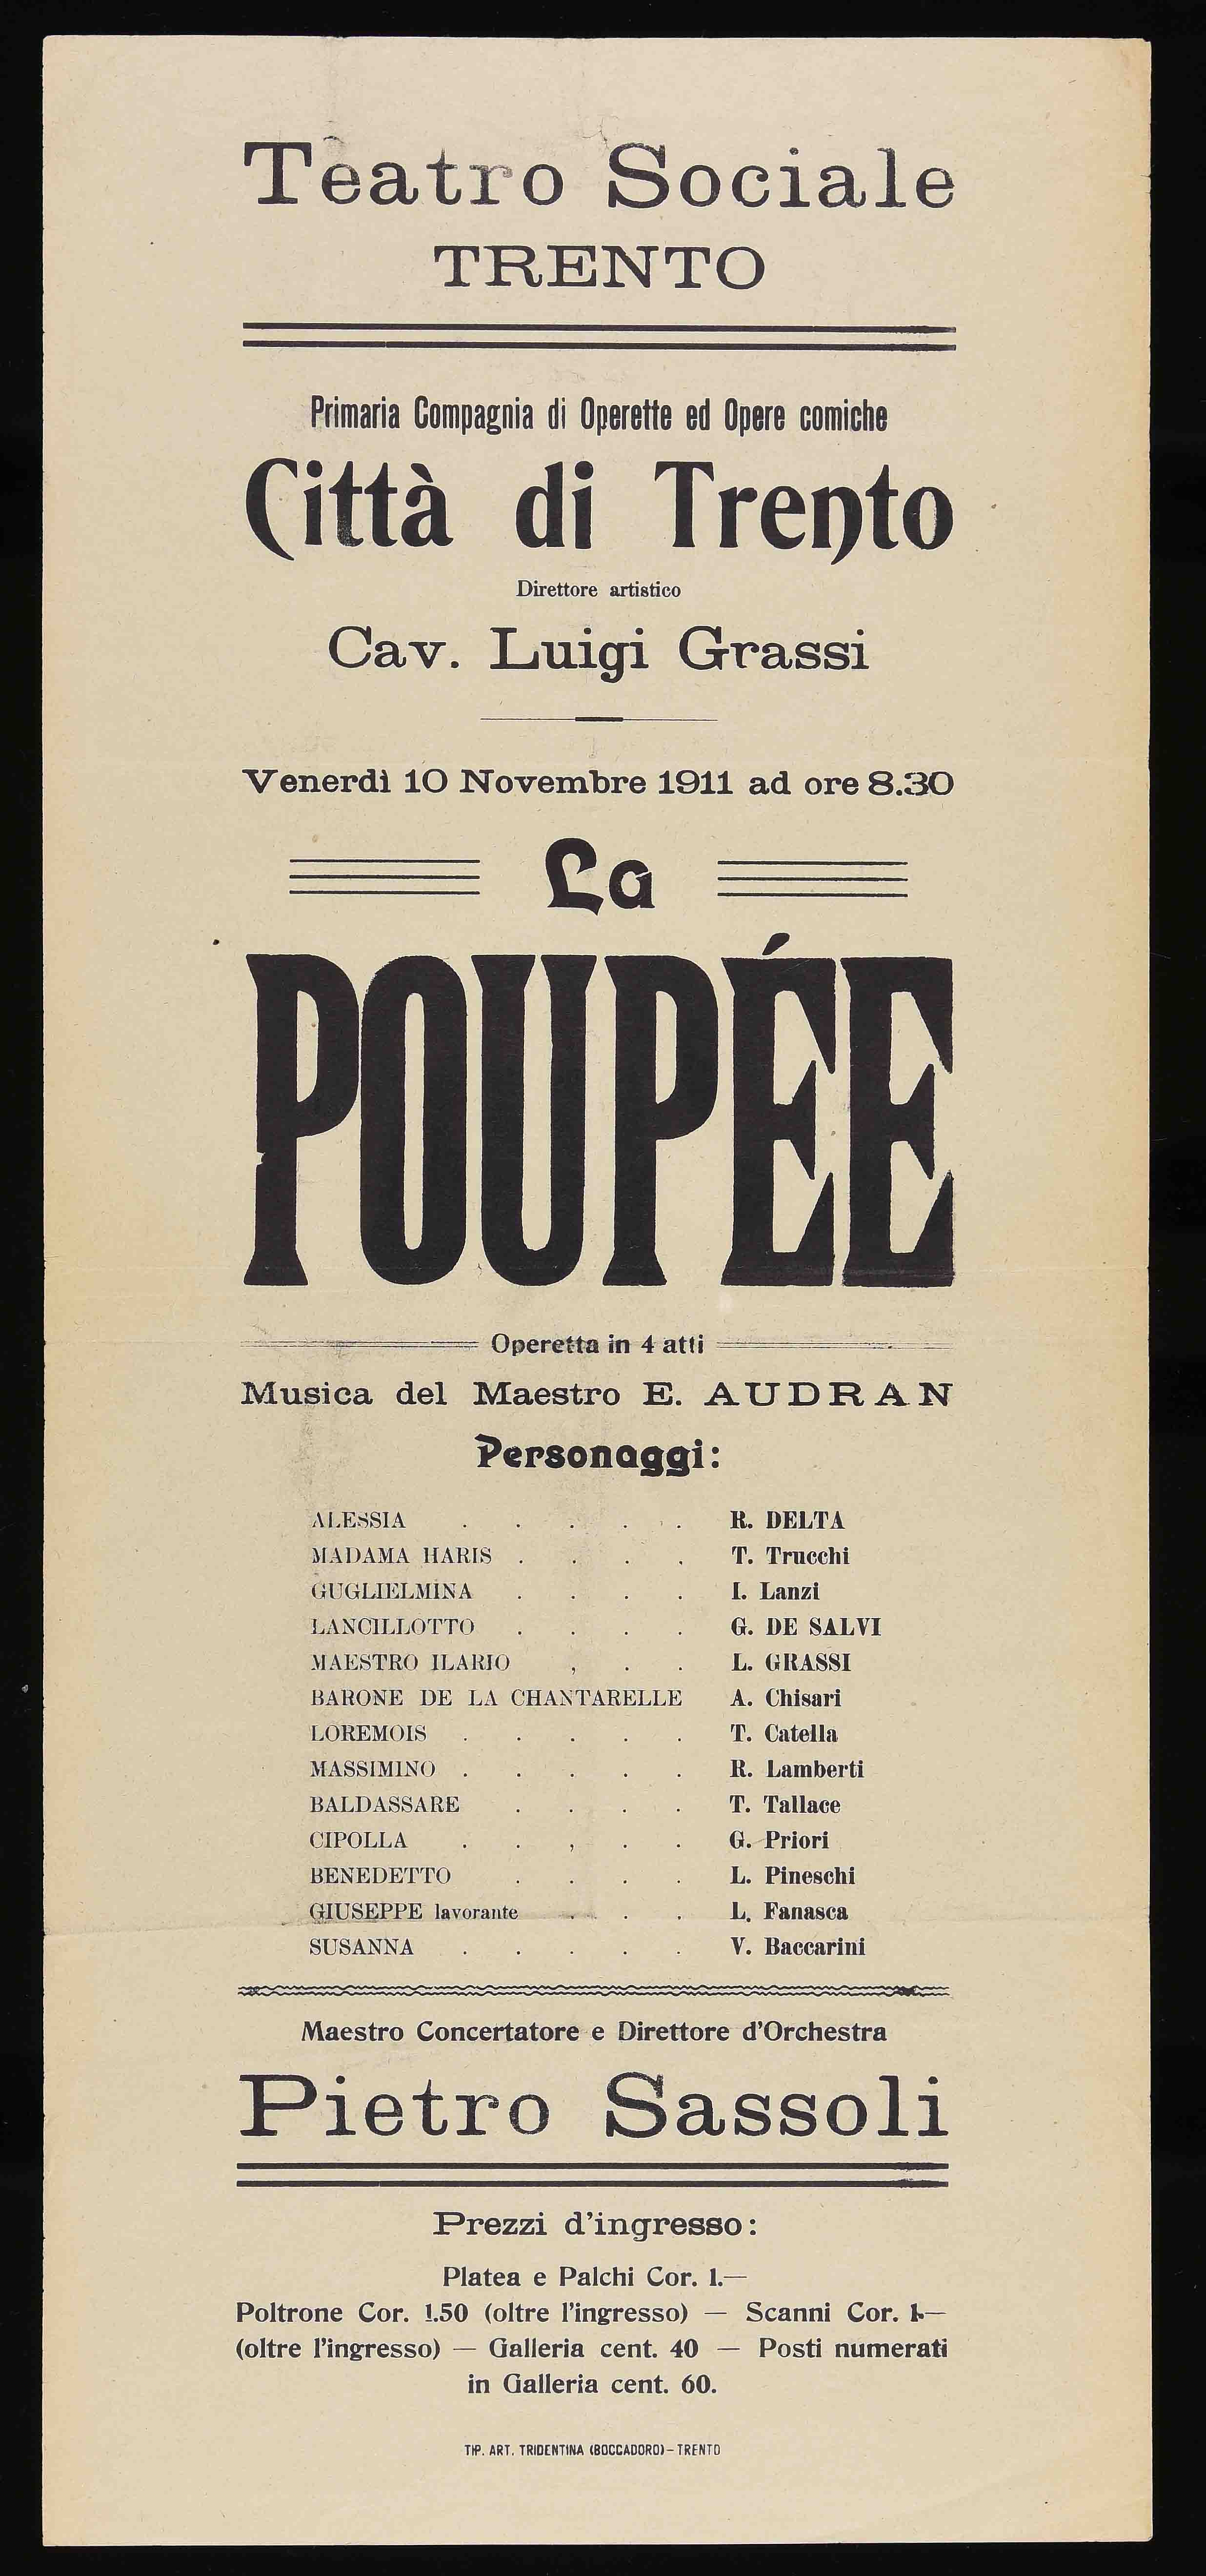 Teatro Sociale
TRENTO
Primaria Compagnia di Operette ed Opere comiche
Città di Trento
Direttore artistico
Cav. Luigi Grassi
Venerdì 10 Novembre 1911 ad ore 8.30
La
POUPÉE
Operetta in 4 atti
Musica del Maestro E. AUDRAN
Personaggi:
ALESSIA . . . . . R. DELTA
MADAMA HARIS . . . . T. Trucchi
GUGLIELMINA . . . . I. Lanzi
LANCILLOTTO . . . . G. DE SALVI
MAESTRO ILARIO , . . L. GRASSI
BARONE DE LA CHANTARELLE A. Chisari
LOREMOIS . . . . . T. Catella
MASSIMINO . . . . . R. Lamberti
BALDASSARE . . . . T. Tallace
CIPOLLA . . , . . G. Priori
BENEDETTO . . . . L. Pineschi
GIUSEPPE lavorante . . . L. Fanasca
SUSANNA . . . . . V. Baccarini
Maestro Concertatore e Direttore d'Orchestra
Pietro Sassoli
Prezzi d'ingresso:
Platea e Palchi Cor. 1.—
Poltrone Cor. 1.50 (oltre l'ingresso) — Scanni Cor. 1.—
(oltre l'ingresso) — Galleria cent. 40 — Posti numerati
in Galleria cent. 60.
TIP. ART. TRIDENTINA (BOCCADORO) - TRENTO